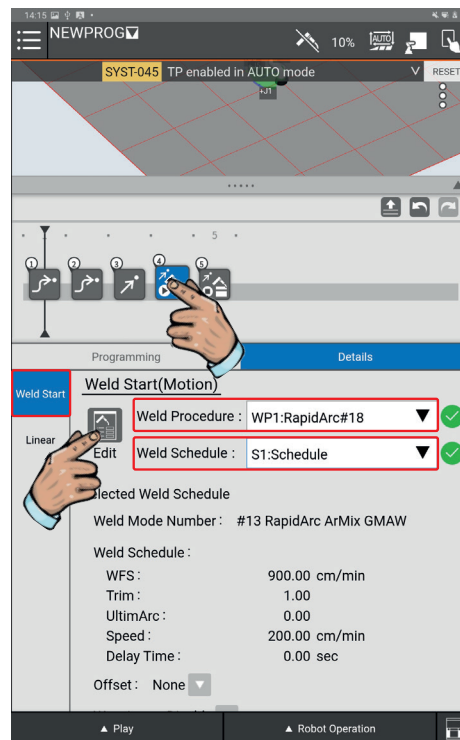 14:15
NEWPROG
10%
AUTO
SYST-045 TP enabled in AUTO mode
RESET
+J1
5
1 2 3 4 5
Programming Details
Weld Start
Weld Start(Motion)
Weld Procedure : WP1:RapidArc#18
Linear
Edit
Weld Schedule : S1:Schedule
elected Weld Schedule
Weld Mode Number : #13 RapidArc ArMix GMAW
Weld Schedule :
WFS : 900.00 cm/min
Trim : 1.00
UltimArc : 0.00
Speed : 200.00 cm/min
Delay Time : 0.00 sec
Offset : None
▲ Play ▲ Robot Operation